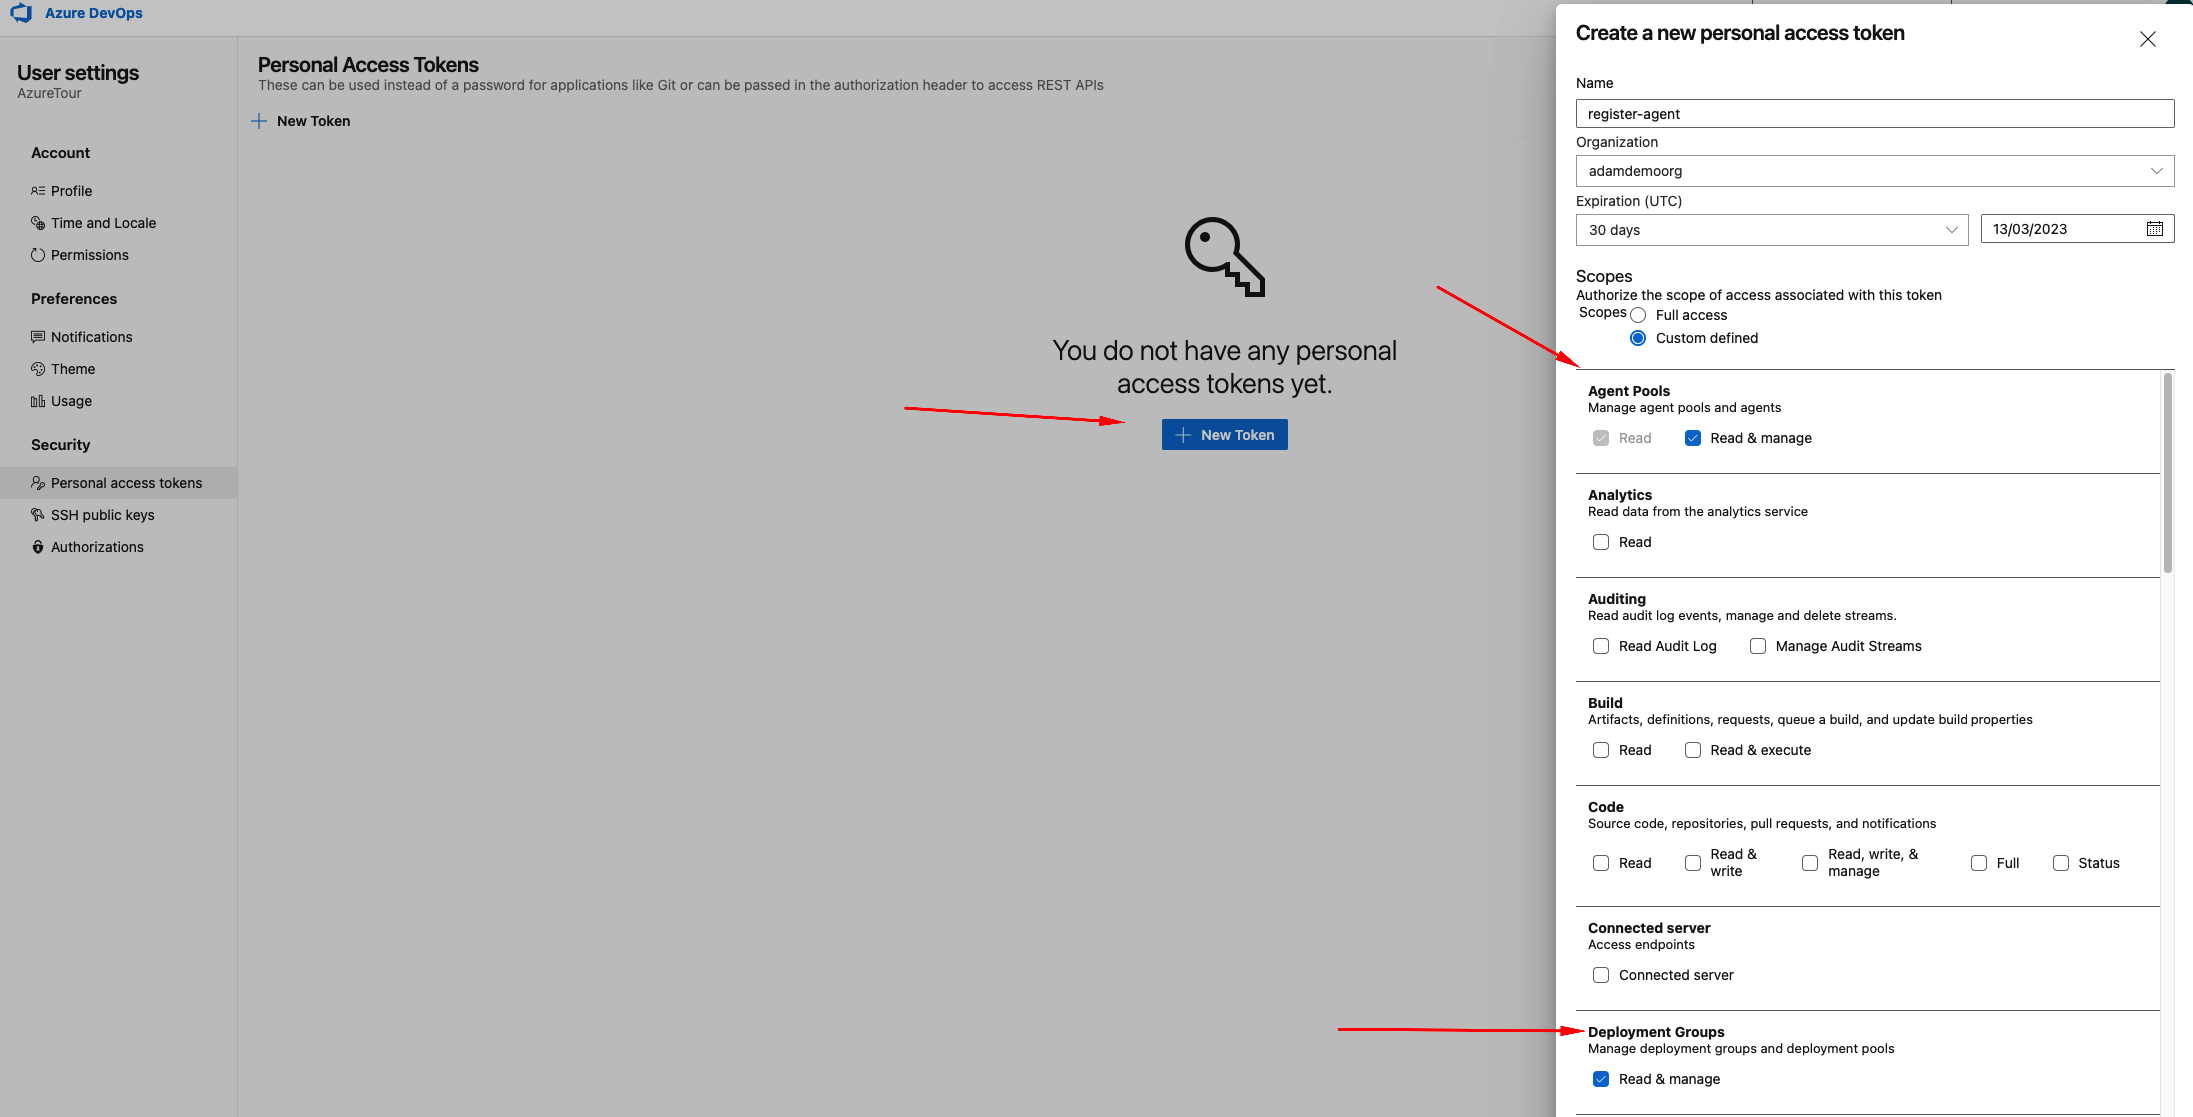 Azure DevOps
User settings
AzureTour
Account
Profile
Time and Locale
Permissions
Preferences
Notifications
Theme
Usage
Security
Personal access tokens
SSH public keys
Authorizations
Personal Access Tokens
These can be used instead of a password for applications like Git or can be passed in the authorization header to access REST APIs
New Token
You do not have any personal
access tokens yet.
New Token
Create a new personal access token
Name
register-agent
Organization
adamdemoorg
Expiration (UTC)
30 days 13/03/2023
Scopes
Authorize the scope of access associated with this token
Scopes Full access
Custom defined
Agent Pools
Manage agent pools and agents
Read Read & manage
Analytics
Read data from the analytics service
Read
Auditing
Read audit log events, manage and delete streams.
Read Audit Log Manage Audit Streams
Build
Artifacts, definitions, requests, queue a build, and update build properties
Read Read & execute
Code
Source code, repositories, pull requests, and notifications
Read Read & write Read, write, & manage Full Status
Connected server
Access endpoints
Connected server
Deployment Groups
Manage deployment groups and deployment pools
Read & manage